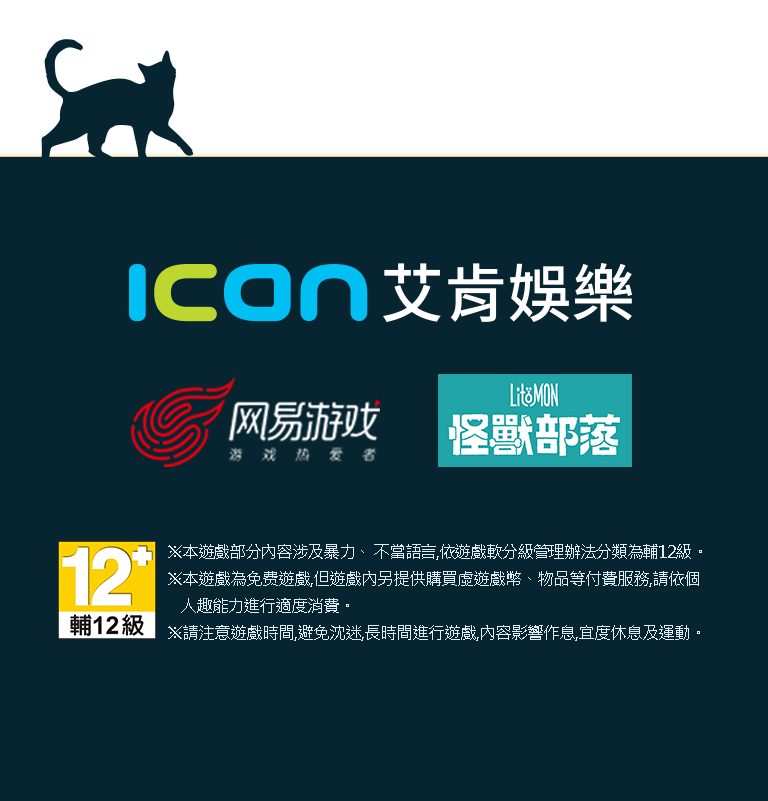 ICON 艾肯娛樂
网易游戏
游戏热爱者
LitoMON
怪獸部落
12+
輔12級
※本遊戲部分內容涉及暴力、不當語言,依遊戲軟分級管理辦法分類為輔12級。
※本遊戲為免费遊戲,但遊戲內另提供購買虛遊戲幣、物品等付費服務,請依個
人趣能力進行適度消費。
※請注意遊戲時間,避免沈迷,長時間進行遊戲,內容影響作息,宜度休息及運動。